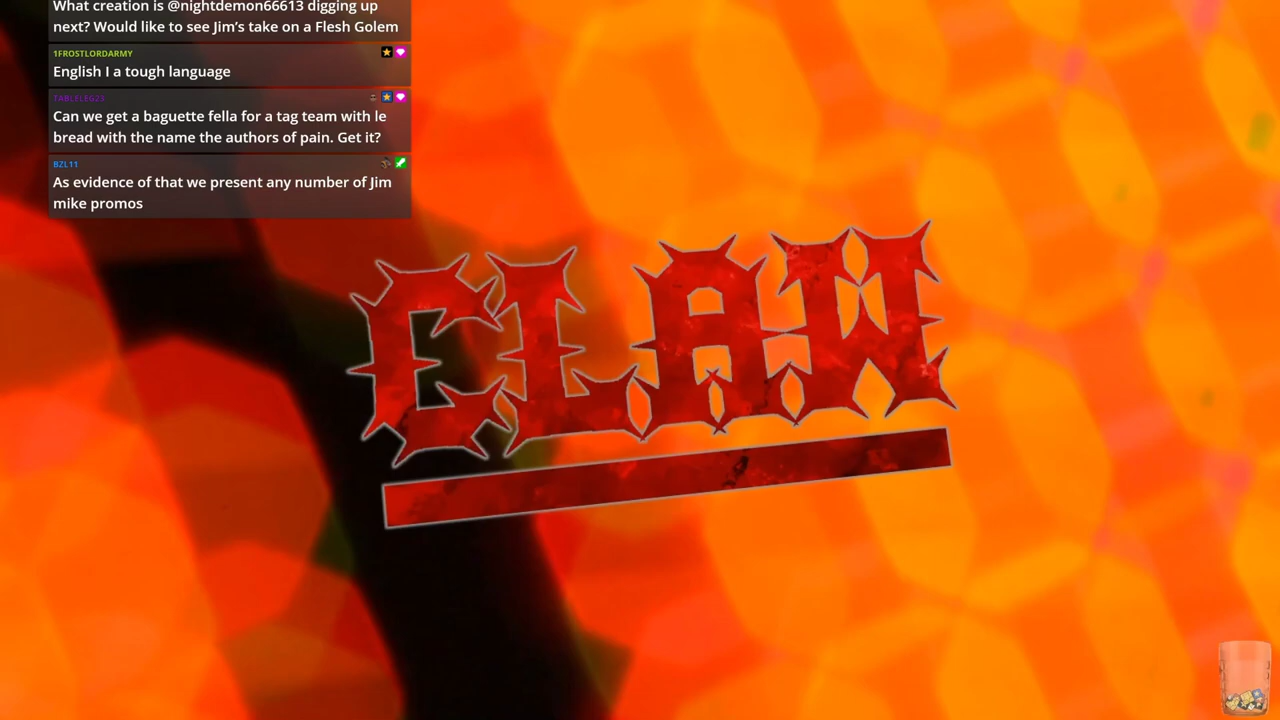 What creation is @nightdemon66613 digging up
next? Would like to see Jim’s take on a Flesh Golem
1FROSTLORDARMY
English I a tough language
TABLELEG23
Can we get a baguette fella for a tag team with le
bread with the name the authors of pain. Get it?
BZL11
As evidence of that we present any number of Jim
mike promos
CLAW